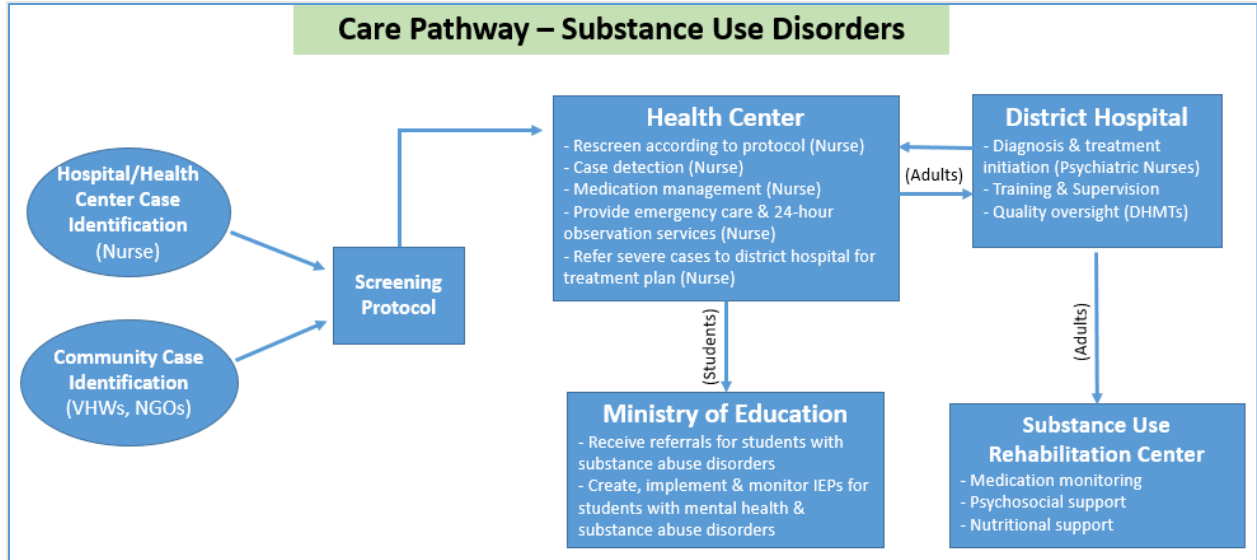 Care Pathway – Substance Use Disorders
Hospital/Health
Center Case
Identification
(Nurse)
Community Case
Identification
(VHWs, NGOs)
Screening
Protocol
Health Center
- Rescreen according to protocol (Nurse)
- Case detection (Nurse)
- Medication management (Nurse)
- Provide emergency care & 24-hour
observation services (Nurse)
- Refer severe cases to district hospital for
treatment plan (Nurse)
(Adults)
District Hospital
- Diagnosis & treatment
initiation (Psychiatric Nurses)
- Training & Supervision
- Quality oversight (DHMTs)
(Students)
(Adults)
Ministry of Education
- Receive referrals for students with
substance abuse disorders
- Create, implement & monitor IEPs for
students with mental health &
substance abuse disorders
Substance Use
Rehabilitation Center
- Medication monitoring
- Psychosocial support
- Nutritional support